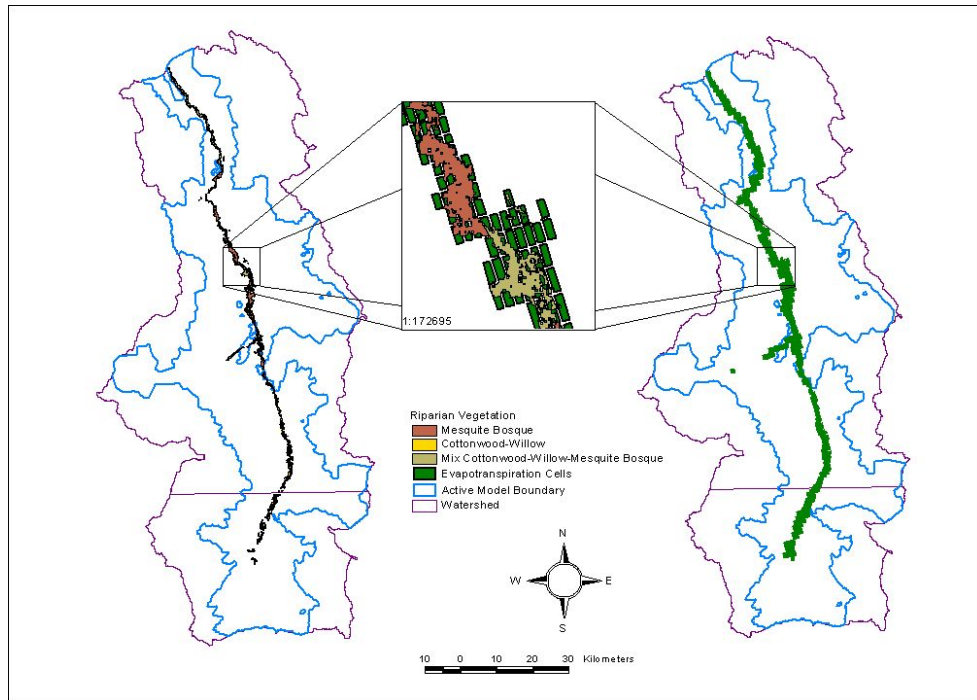 1:172695
Riparian Vegetation
Mesquite Bosque
Cottonwood-Willow
Mix Cottonwood-Willow-Mesquite Bosque
Evapotranspiration Cells
Active Model Boundary
Watershed
N
W E
S
10 0 10 20 30 Kilometers